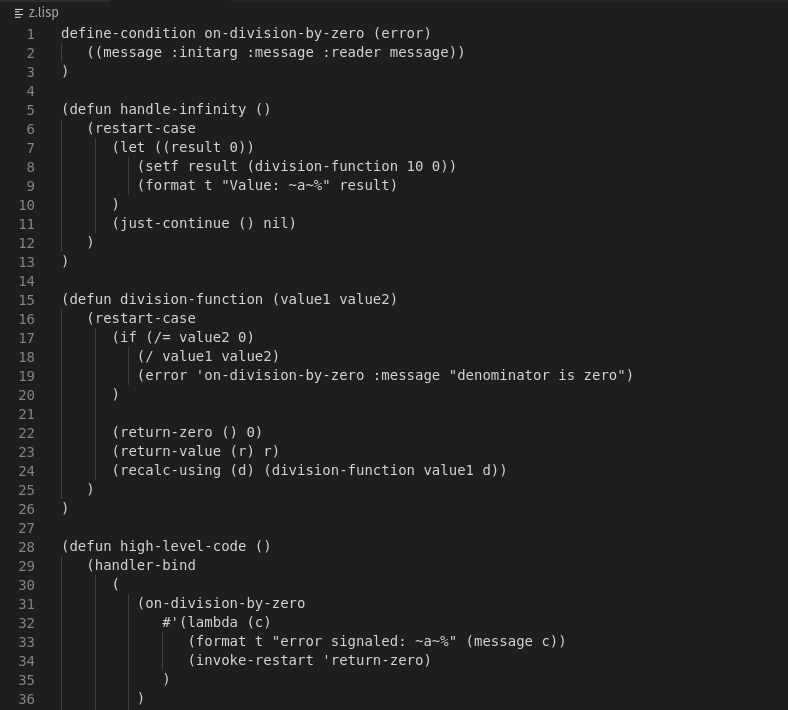 z.lisp
1 define-condition on-division-by-zero (error)
2 ((message :initarg :message :reader message))
3 )
4
5 (defun handle-infinity ()
6 (restart-case
7 (let ((result 0))
8 (setf result (division-function 10 0))
9 (format t "Value: ~a~%" result)
10 )
11 (just-continue () nil)
12 )
13 )
14
15 (defun division-function (value1 value2)
16 (restart-case
17 (if (/= value2 0)
18 (/ value1 value2)
19 (error 'on-division-by-zero :message "denominator is zero")
20 )
21
22 (return-zero () 0)
23 (return-value (r) r)
24 (recalc-using (d) (division-function value1 d))
25 )
26 )
27
28 (defun high-level-code ()
29 (handler-bind
30 (
31 (on-division-by-zero
32 #'(lambda (c)
33 (format t "error signaled: ~a~%" (message c))
34 (invoke-restart 'return-zero)
35 )
36 )